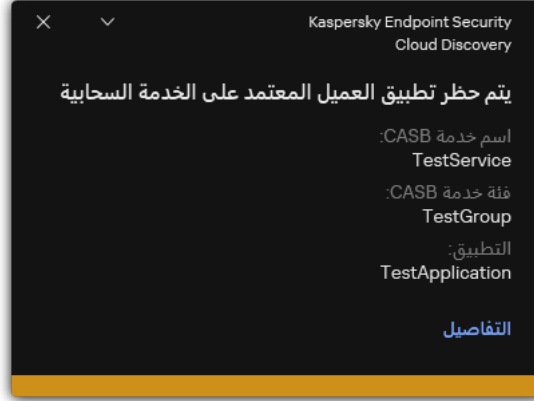 Kaspersky Endpoint Security
Cloud Discovery
يتم حظر تطبيق العميل المعتمد على الخدمة السحابية
اسم خدمة CASB:
TestService
فئة خدمة CASB:
TestGroup
التطبيق:
TestApplication
التفاصيل